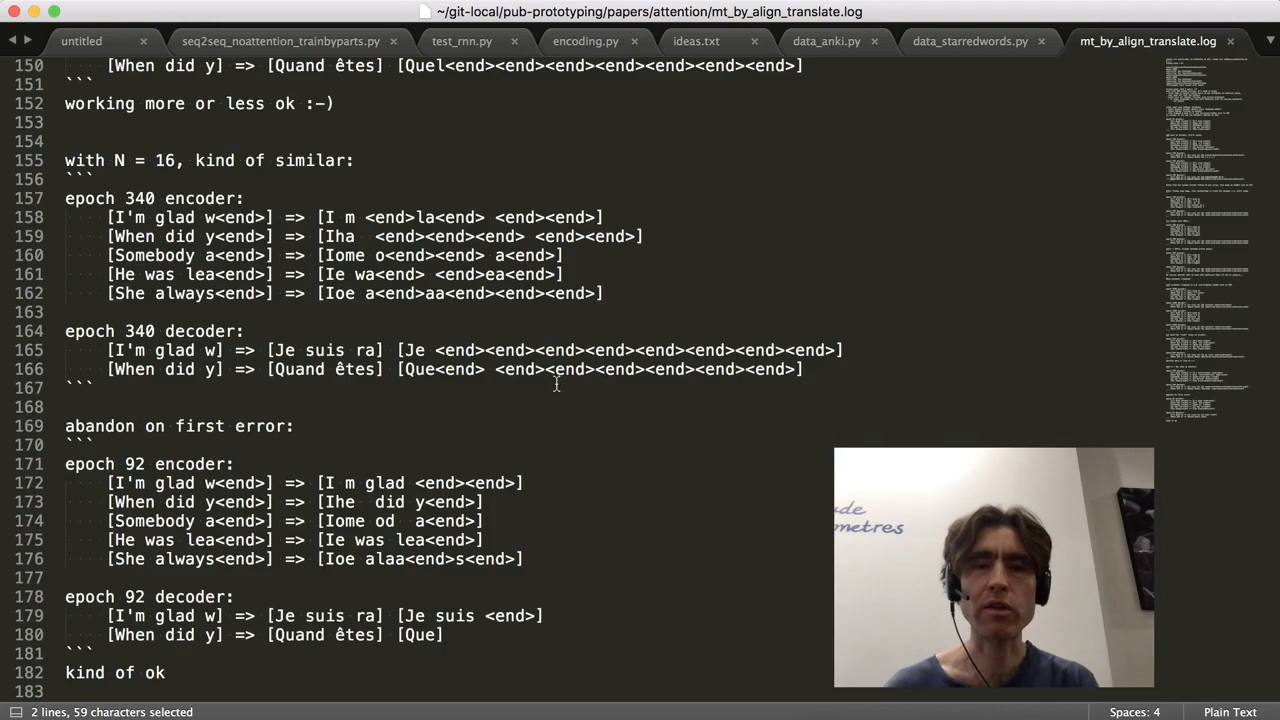 ~/git-local/pub-prototyping/papers/attention/mt_by_align_translate.log
untitled
seq2seq_noattention_trainbyparts.py
test_rnn.py
encoding.py
ideas.txt
data_anki.py
data_starredwords.py
mt_by_align_translate.log
150 [When did y] => [Quand êtes] [Quel<end><end><end><end><end><end>]
151 ```
152 working more or less ok :-)
153
154
155 with N = 16, kind of similar:
156 ```
157 epoch 340 encoder:
158 [I'm glad w<end>] => [I m <end>la<end> <end><end>]
159 [When did y<end>] => [Iha  <end><end><end> <end><end>]
160 [Somebody a<end>] => [Iome o<end><end> a<end>]
161 [He was lea<end>] => [Ie wa<end> <end>ea<end>]
162 [She always<end>] => [Ioe a<end>aa<end><end><end>]
163
164 epoch 340 decoder:
165 [I'm glad w] => [Je suis ra] [Je <end><end><end><end><end><end><end>]
166 [When did y] => [Quand êtes] [Que<end><end><end><end><end><end>]
167 ```
168
169 abandon on first error:
170 ```
171 epoch 92 encoder:
172 [I'm glad w<end>] => [I m glad <end><end>]
173 [When did y<end>] => [Ihe  did y<end>]
174 [Somebody a<end>] => [Iome od  a<end>]
175 [He was lea<end>] => [Ie was lea<end>]
176 [She always<end>] => [Ioe alaa<end>s<end>]
177
178 epoch 92 decoder:
179 [I'm glad w] => [Je suis ra] [Je suis <end>]
180 [When did y] => [Quand êtes] [Que]
181 ```
182 kind of ok
183
ude
ometres
2 lines, 59 characters selected
Spaces: 4
Plain Text